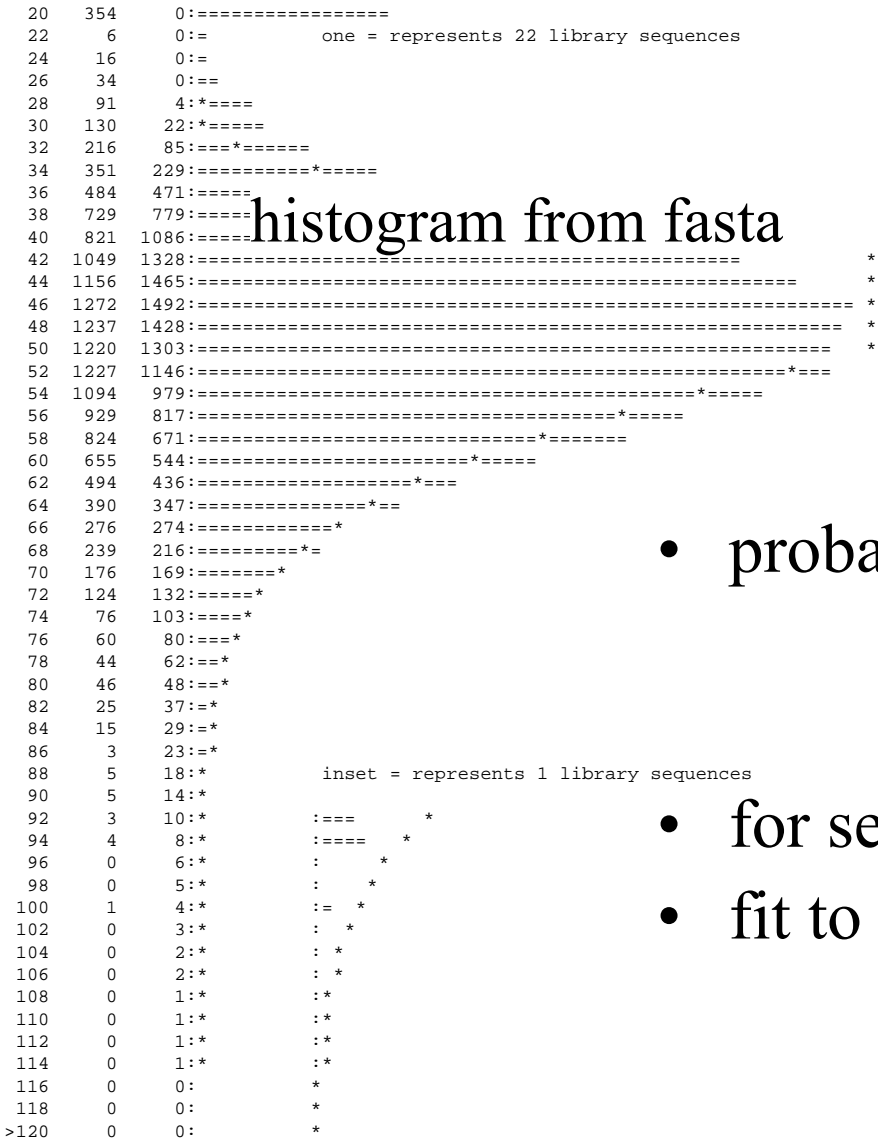 20 354 0:=================
22 6 0:= one = represents 22 library sequences
24 16 0:=
26 34 0:==
28 91 4:*====
30 130 22:*=====
32 216 85:===*======
34 351 229:==========*=====
36 484 471:=====
38 729 779:=====
40 821 1086:=====
histogram from fasta
42 1049 1328:================================================ *
44 1156 1465:===================================================== *
46 1272 1492:========================================================== *
48 1237 1428:========================================================= *
50 1220 1303:======================================================== *
52 1227 1146:====================================================*===
54 1094 979:============================================*=====
56 929 817:=====================================*=====
58 824 671:==============================*=======
60 655 544:========================*=====
62 494 436:===================*===
64 390 347:===============*==
66 276 274:============*
68 239 216:=========*=
• proba
70 176 169:=======*
72 124 132:=====*
74 76 103:====*
76 60 80:===*
78 44 62:==*
80 46 48:==*
82 25 37:=*
84 15 29:=*
86 3 23:=*
88 5 18:* inset = represents 1 library sequences
90 5 14:*
92 3 10:* :=== *
94 4 8:* :==== *
• for se
96 0 6:* : *
98 0 5:* : *
100 1 4:* := *
• fit to
102 0 3:* : *
104 0 2:* : *
106 0 2:* : *
108 0 1:* :*
110 0 1:* :*
112 0 1:* :*
114 0 1:* :*
116 0 0: *
118 0 0: *
>120 0 0: *